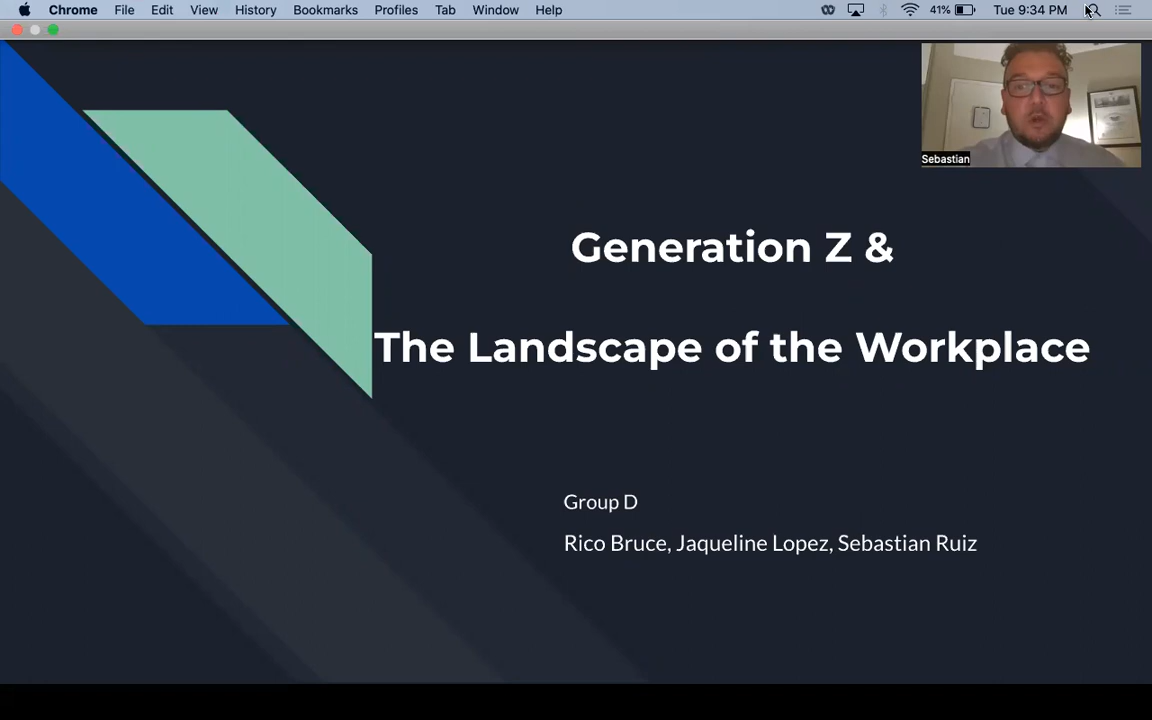 Chrome File Edit View History Bookmarks Profiles Tab Window Help 41% Tue 9:34 PM
Sebastian
Generation Z &
The Landscape of the Workplace
Group D
Rico Bruce, Jaqueline Lopez, Sebastian Ruiz